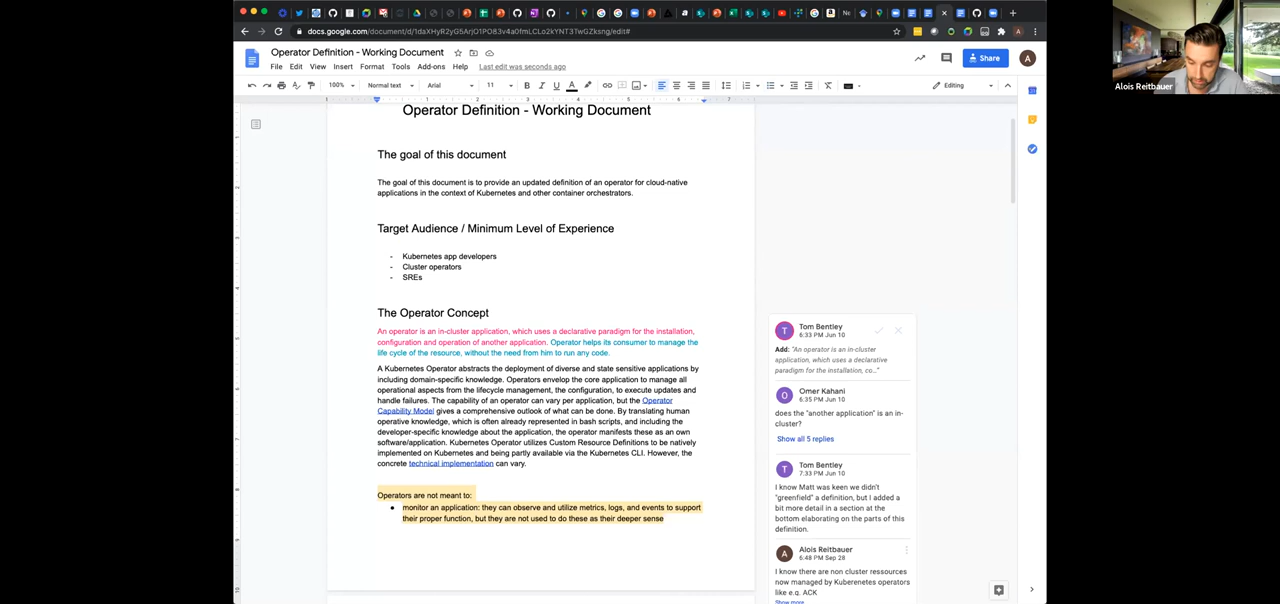 docs.google.com/document/d/1daXHyR2yG5ArjO1PO83v4a0fmLCLo2kYNT3TwGZksng/edit#
Operator Definition - Working Document
File Edit View Insert Format Tools Add-ons Help Last edit was seconds ago
Share
A
100% Normal text Arial 11 B I U A Editing
Operator Definition - Working Document
The goal of this document
The goal of this document is to provide an updated definition of an operator for cloud-native
applications in the context of Kubernetes and other container orchestrators.
Target Audience / Minimum Level of Experience
- Kubernetes app developers
- Cluster operators
- SREs
The Operator Concept
An operator is an in-cluster application, which uses a declarative paradigm for the installation,
configuration and operation of another application. Operator helps its consumer to manage the
life cycle of the resource, without the need from him to run any code.
A Kubernetes Operator abstracts the deployment of diverse and state sensitive applications by
including domain-specific knowledge. Operators envelop the core application to manage all
operational aspects from the lifecycle management, the configuration, to execute updates and
handle failures. The capability of an operator can vary per application, but the Operator
Capability Model gives a comprehensive outlook of what can be done. By translating human
operative knowledge, which is often already represented in bash scripts, and including the
developer-specific knowledge about the application, the operator manifests these as an own
software/application. Kubernetes Operator utilizes Custom Resource Definitions to be natively
implemented on Kubernetes and being partly available via the Kubernetes CLI. However, the
concrete technical implementation can vary.
Operators are not meant to:
● monitor an application: they can observe and utilize metrics, logs, and events to support
their proper function, but they are not used to do these as their deeper sense
T
Tom Bentley
6:33 PM Jun 10
Add: "An operator is an in-cluster
application, which uses a declarative
paradigm for the installation, co..."
O
Omer Kahani
6:35 PM Jun 10
does the "another application" is an in-
cluster?
Show all 5 replies
T
Tom Bentley
7:33 PM Jun 10
I know Matt was keen we didn't
"greenfield" a definition, but I added a
bit more detail in a section at the
bottom elaborating on the parts of this
definition.
A
Alois Reitbauer
6:48 PM Sep 28
I know there are non cluster ressources
now managed by Kuberenetes operators
like e.g. ACK
Show more
Alois Reitbauer